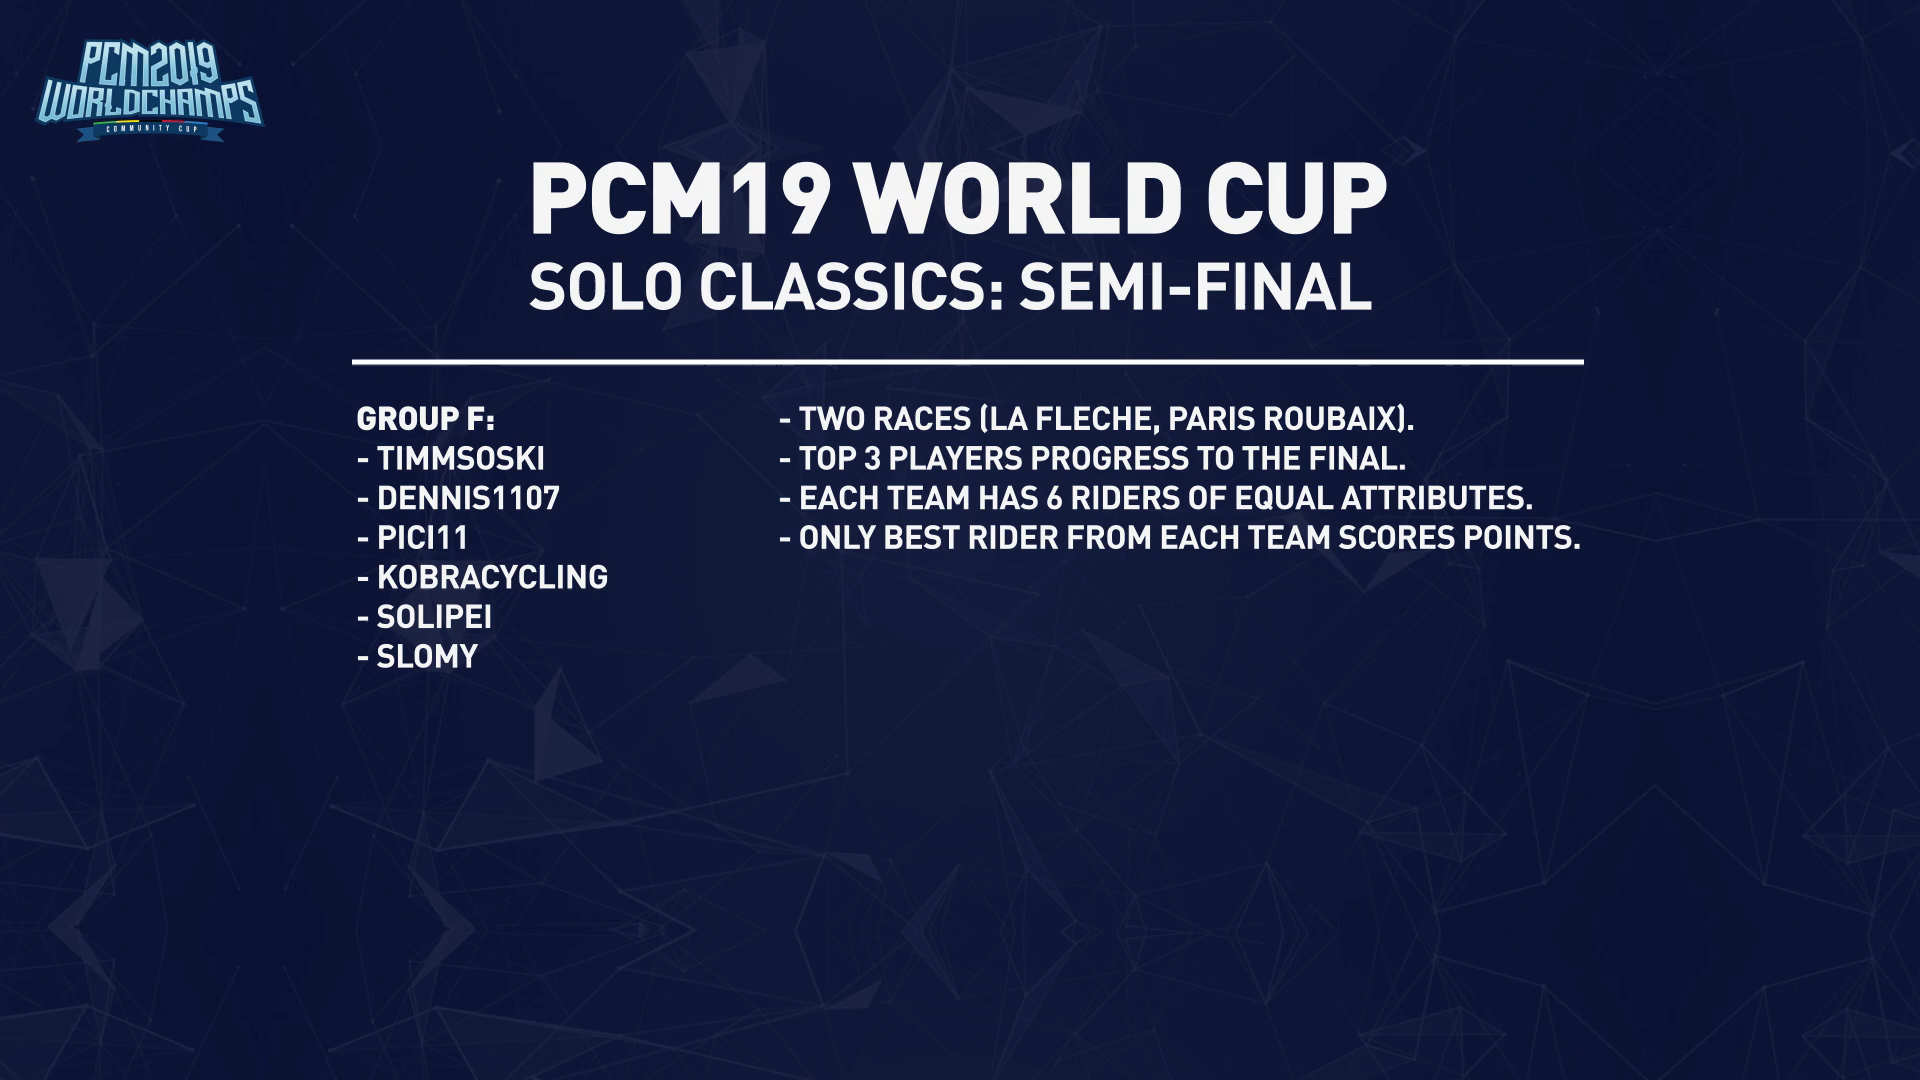 PCM2019
WORLDCHAMPS
COMMUNITY CUP
PCM19 WORLD CUP
SOLO CLASSICS: SEMI-FINAL
GROUP F:
- TIMMSOSKI
- DENNIS1107
- PICI11
- KOBRACYCLING
- SOLIPEI
- SLOMY
- TWO RACES (LA FLECHE, PARIS ROUBAIX).
- TOP 3 PLAYERS PROGRESS TO THE FINAL.
- EACH TEAM HAS 6 RIDERS OF EQUAL ATTRIBUTES.
- ONLY BEST RIDER FROM EACH TEAM SCORES POINTS.